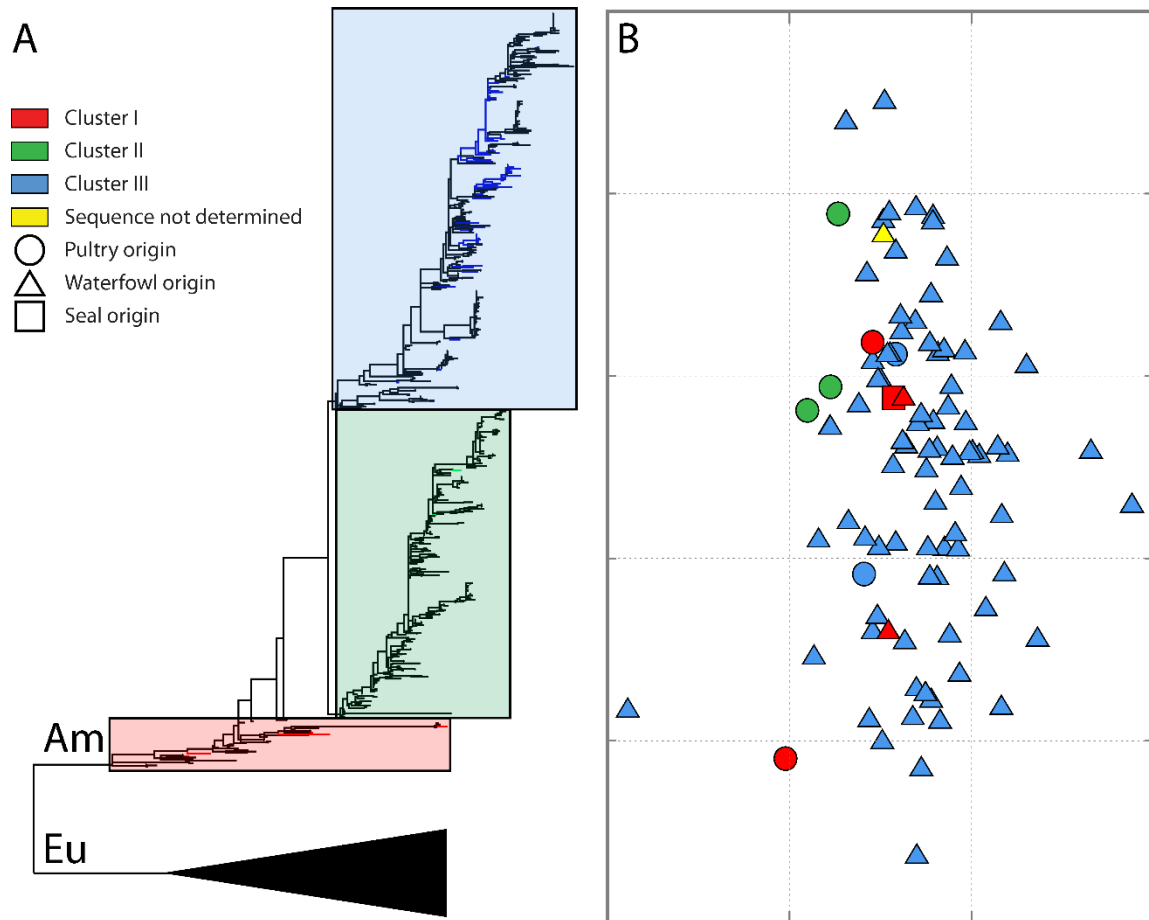 A
Cluster I
Cluster II
Cluster III
Sequence not determined
Pultry origin
Waterfowl origin
Seal origin
Am
Eu
B